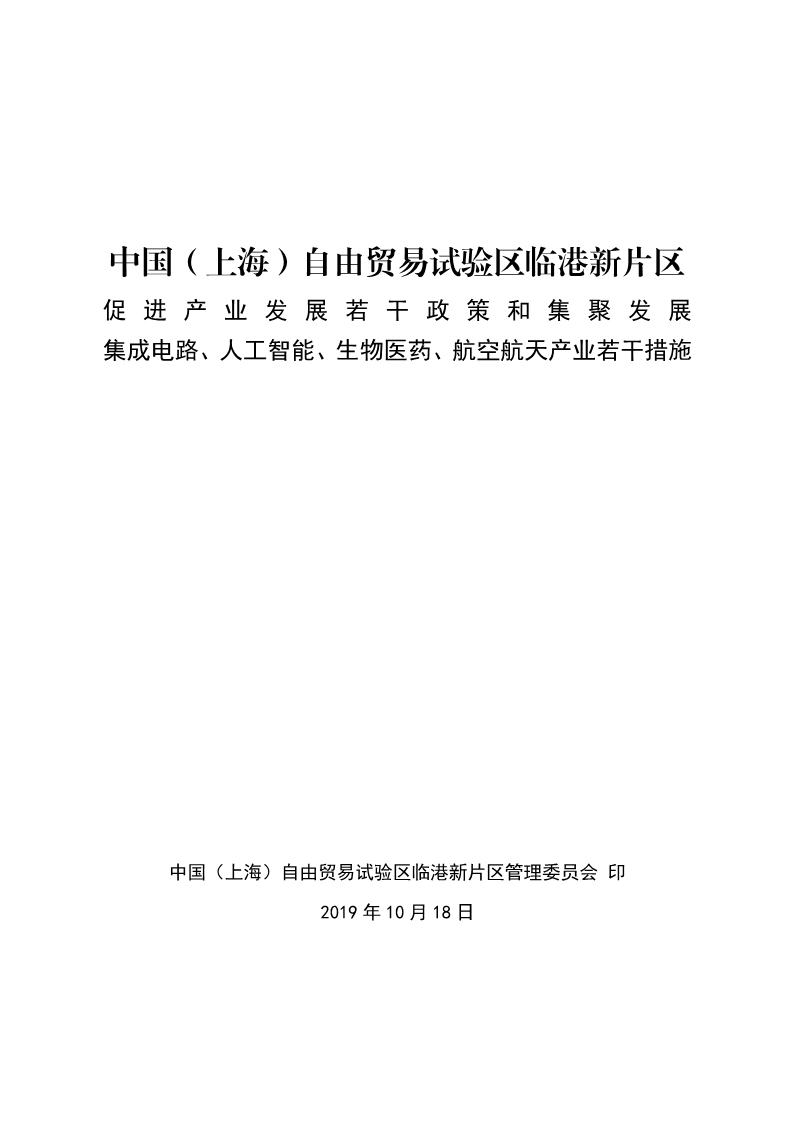 中国（上海）自由贸易试验区临港新片区
促进产业发展若干政策和集聚发展
集成电路、人工智能、生物医药、航空航天产业若干措施
中国（上海）自由贸易试验区临港新片区管理委员会 印
2019 年 10 月 18 日